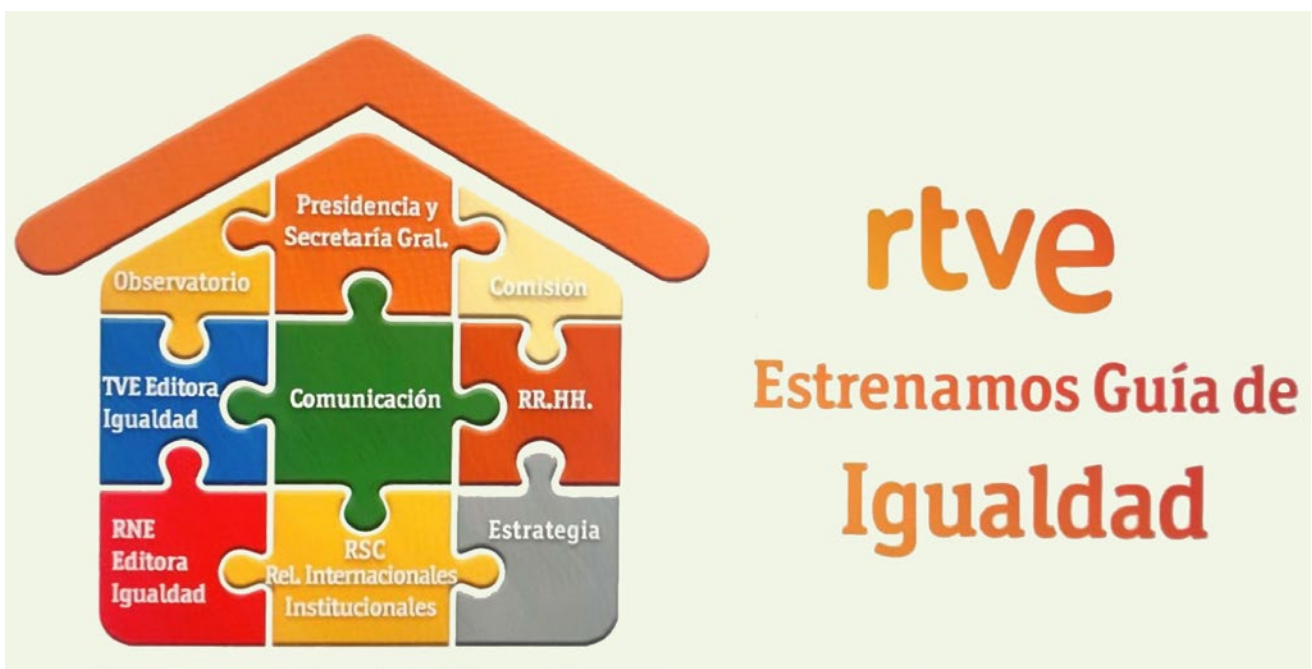 Presidencia y
Secretaría Gral.
Observatorio
Comisión
TVE Editora
Igualdad
Comunicación
RR.HH.
RNE
Editora
Igualdad
RSC
Rel. Internacionales
Institucionales
Estrategia
rtve
Estrenamos Guía de
Igualdad